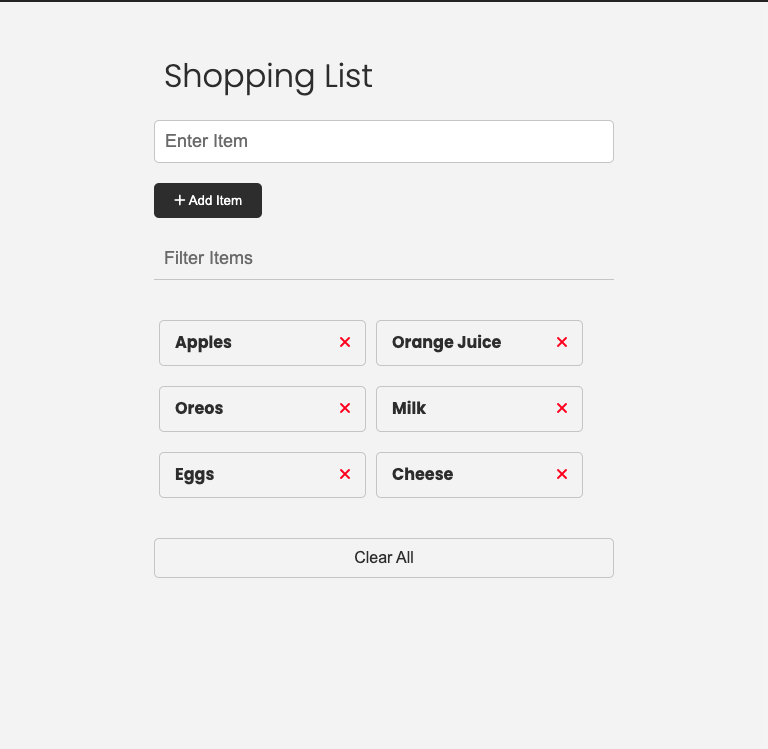 Shopping List
Enter Item
+ Add Item
Filter Items
Apples
Orange Juice
Oreos
Milk
Eggs
Cheese
Clear All